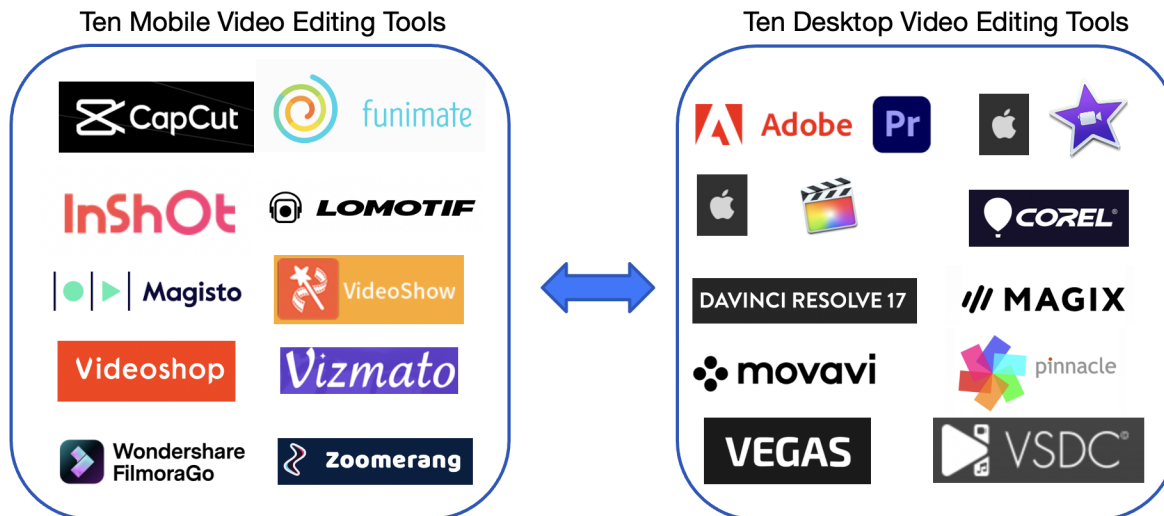 Ten Mobile Video Editing Tools
Ten Desktop Video Editing Tools
CapCut
funimate
InShOt
LOMOTIF
Magisto
VideoShow
Videoshop
Vizmato
Wondershare
FilmoraGo
Zoomerang
Adobe
Pr
COREL®
DAVINCI RESOLVE 17
MAGIX
movavi
pinnacle
VEGAS
VSDC©